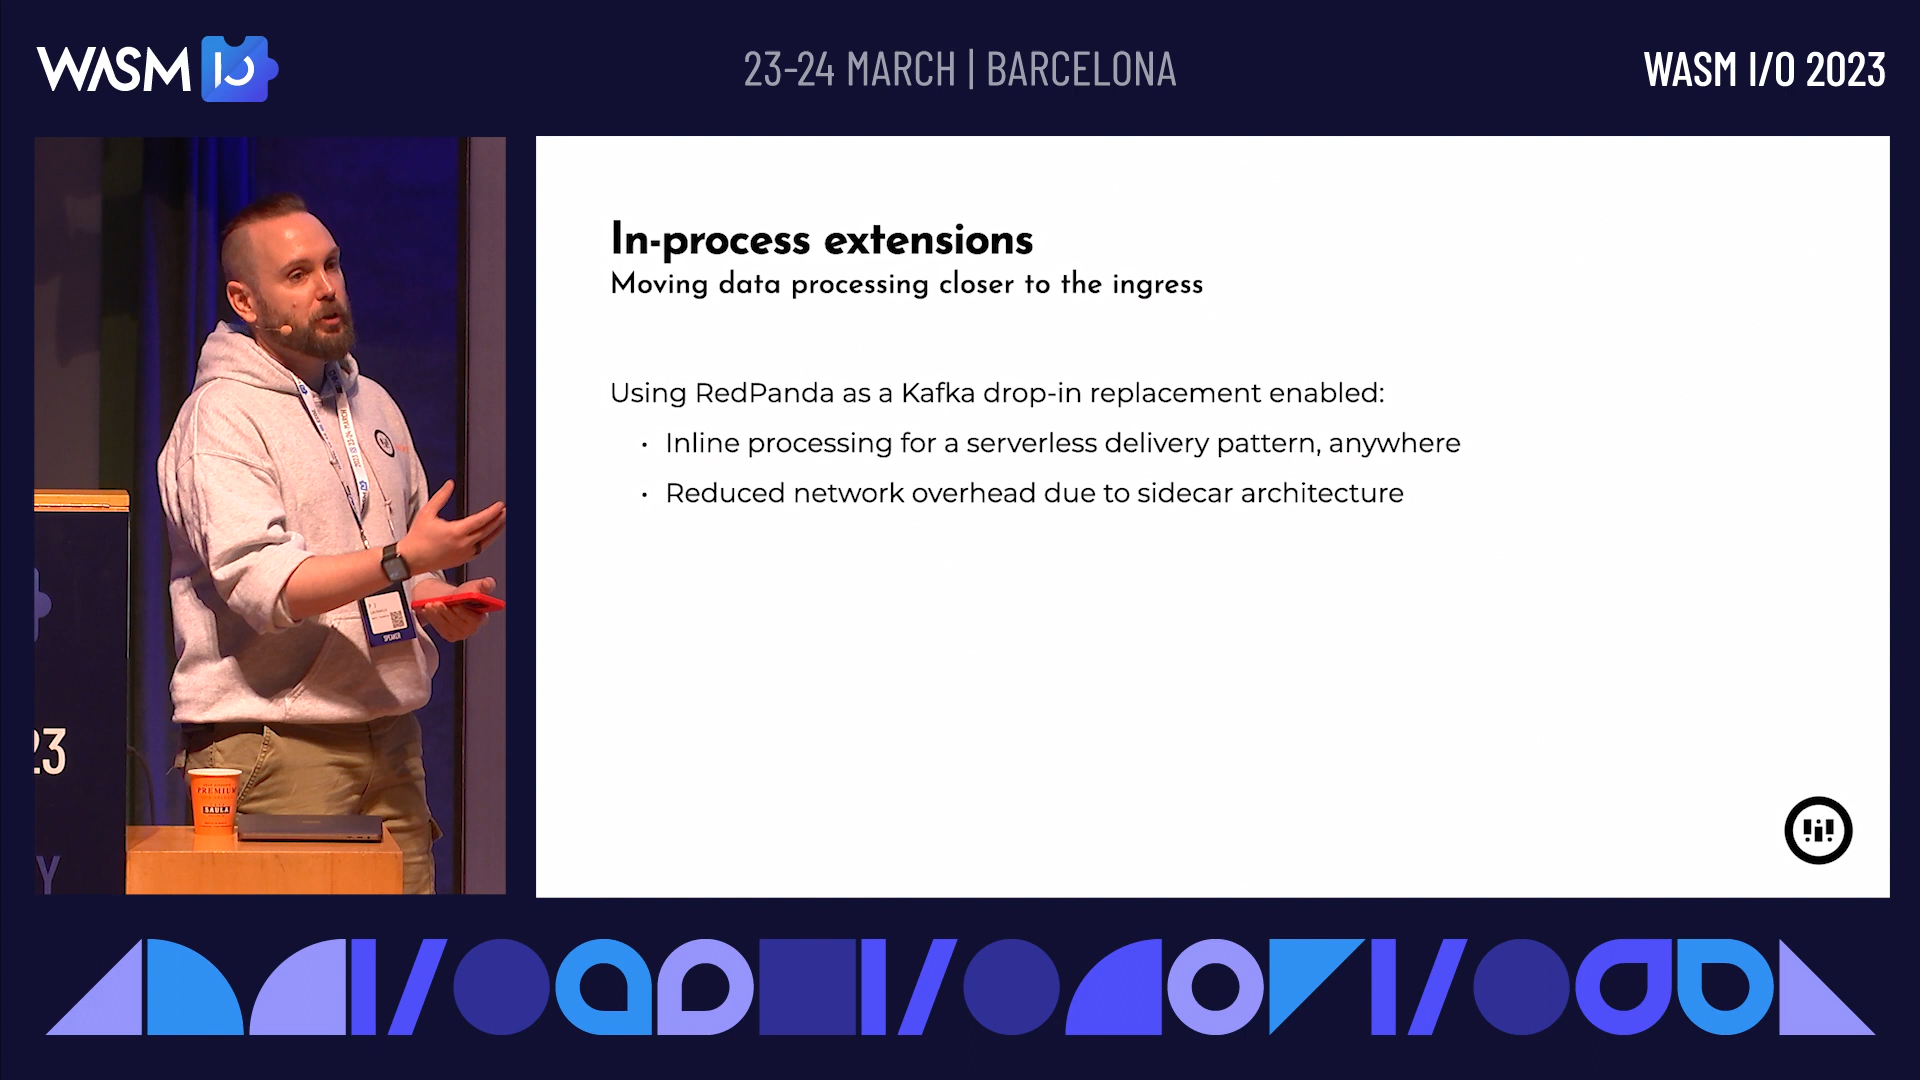 WASM IO
23-24 MARCH | BARCELONA
WASM I/O 2023
In-process extensions
Moving data processing closer to the ingress
Using RedPanda as a Kafka drop-in replacement enabled:
• Inline processing for a serverless delivery pattern, anywhere
• Reduced network overhead due to sidecar architecture
23
Y
PREMIUM
SAULA
SPEAKER